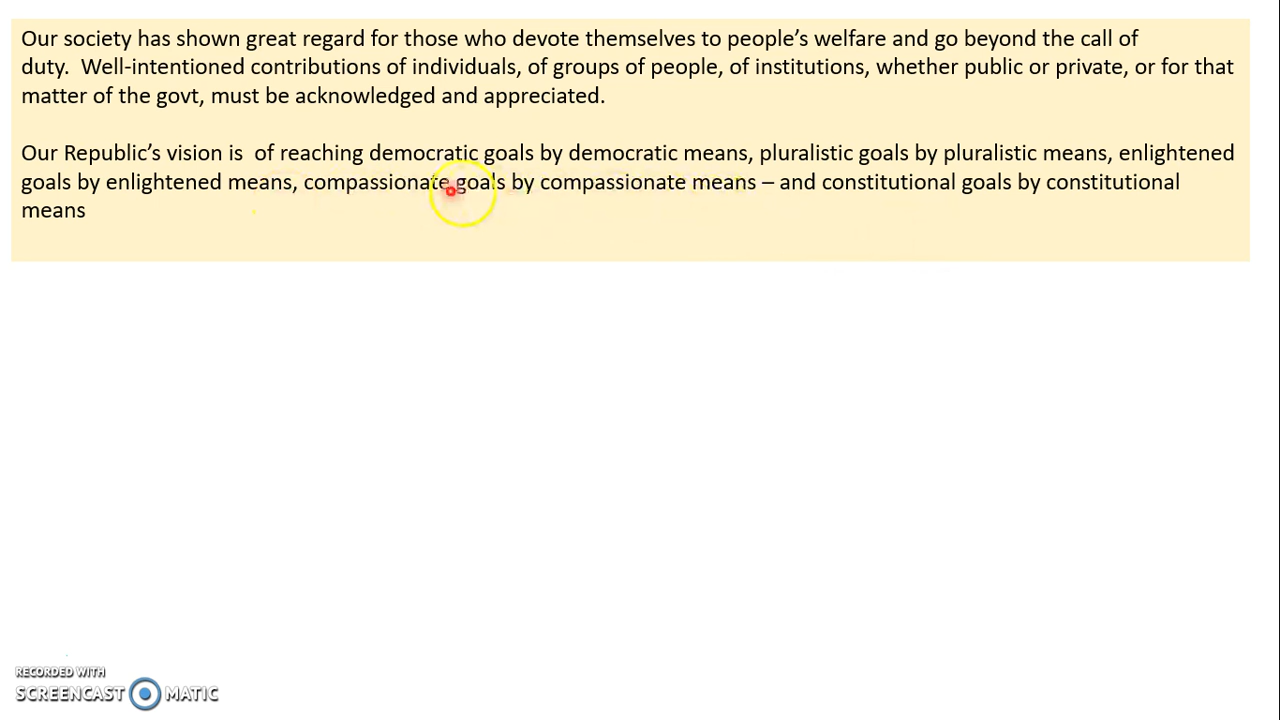 Our society has shown great regard for those who devote themselves to people’s welfare and go beyond the call of
duty.  Well-intentioned contributions of individuals, of groups of people, of institutions, whether public or private, or for that
matter of the govt, must be acknowledged and appreciated.
Our Republic’s vision is  of reaching democratic goals by democratic means, pluralistic goals by pluralistic means, enlightened
goals by enlightened means, compassionate goals by compassionate means – and constitutional goals by constitutional
means
RECORDED WITH
SCREENCAST MATIC